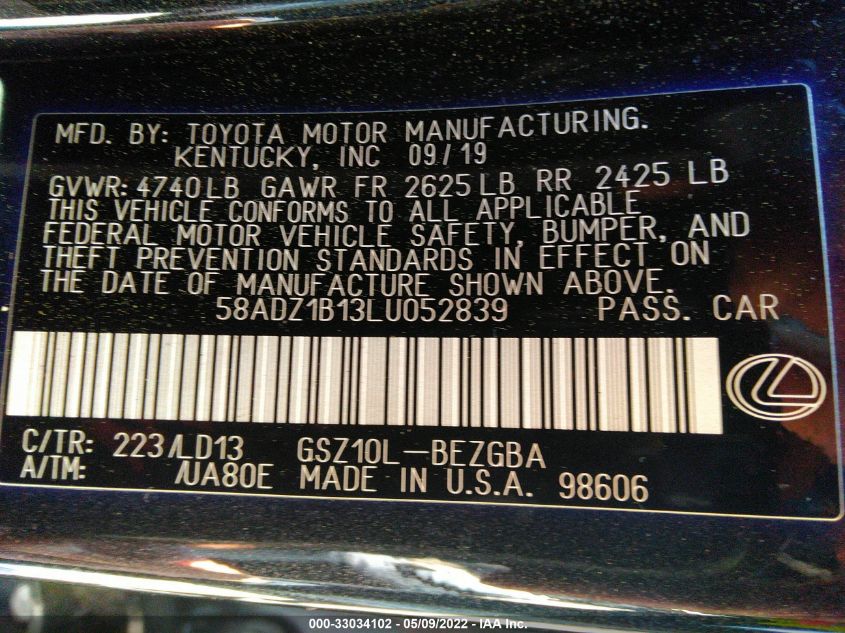 MFD. BY: TOYOTA MOTOR MANUFACTURING.
KENTUCKY, INC 09/19
GVWR: 4740LB GAWR FR 2625LB RR 2425 LB
THIS VEHICLE CONFORMS TO ALL APPLICABLE
FEDERAL MOTOR VEHICLE SAFETY, BUMPER, AND
THEFT PREVENTION STANDARDS IN EFFECT ON
THE DATE OF MANUFACTURE SHOWN ABOVE.
58ADZ1B13LU052839 PASS. CAR
C/TR: 223/LD13 GSZ10L-BEZGBA
A/TM: /UA80E MADE IN U.S.A. 98606
000-33034102 - 05/09/2022 - IAA Inc.